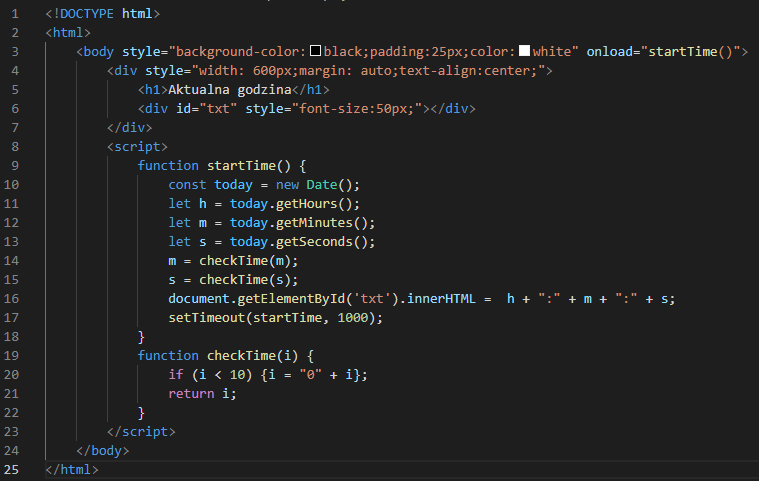 1 <!DOCTYPE html>
2 <html>
3 <body style="background-color:black;padding:25px;color:white" onload="startTime()">
4 <div style="width: 600px;margin: auto;text-align:center;">
5 <h1>Aktualna godzina</h1>
6 <div id="txt" style="font-size:50px;"></div>
7 </div>
8 <script>
9 function startTime() {
10 const today = new Date();
11 let h = today.getHours();
12 let m = today.getMinutes();
13 let s = today.getSeconds();
14 m = checkTime(m);
15 s = checkTime(s);
16 document.getElementById('txt').innerHTML =  h + ":" + m + ":" + s;
17 setTimeout(startTime, 1000);
18 }
19 function checkTime(i) {
20 if (i < 10) {i = "0" + i};
21 return i;
22 }
23 </script>
24 </body>
25 </html>